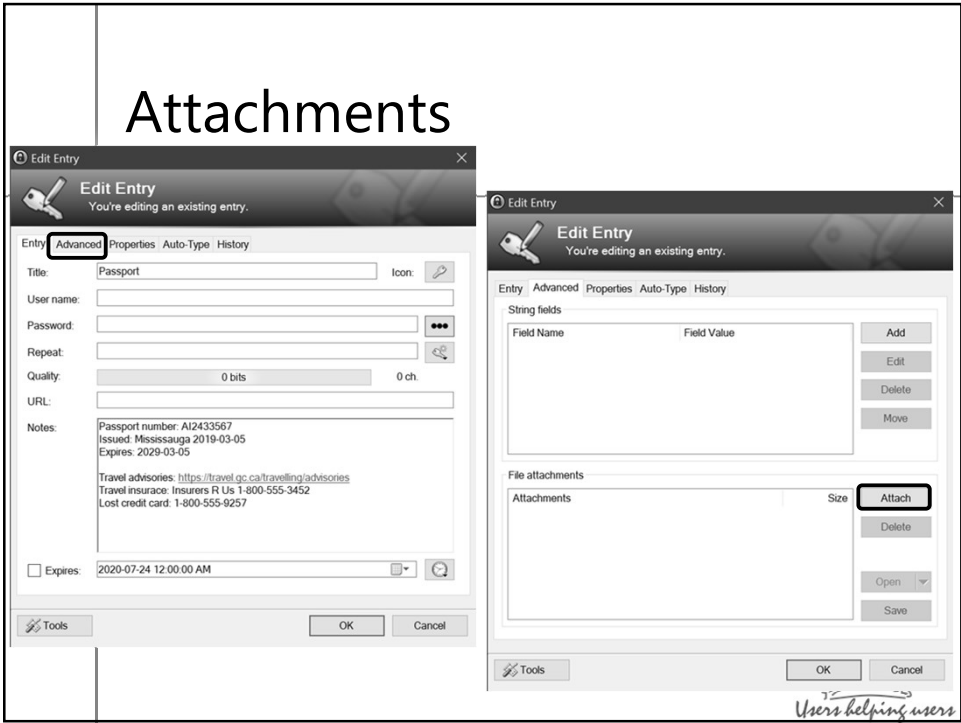 Attachments
Edit Entry
Edit Entry
You're editing an existing entry.
Entry Advanced Properties Auto-Type History
Title: Passport Icon:
User name:
Password:
Repeat:
Quality: 0 bits 0 ch.
URL:
Notes:
Passport number: AI2433567
Issued: Mississauga 2019-03-05
Expires: 2029-03-05
Travel advisories: https://travel.gc.ca/travelling/advisories
Travel insurace: Insurers R Us 1-800-555-3452
Lost credit card: 1-800-555-9257
Expires: 2020-07-24 12:00:00 AM
Tools OK Cancel
Edit Entry
Edit Entry
You're editing an existing entry.
Entry Advanced Properties Auto-Type History
String fields
Field Name Field Value Add
Edit
Delete
Move
File attachments
Attachments Size Attach
Delete
Open
Save
Tools OK Cancel
Users helping users